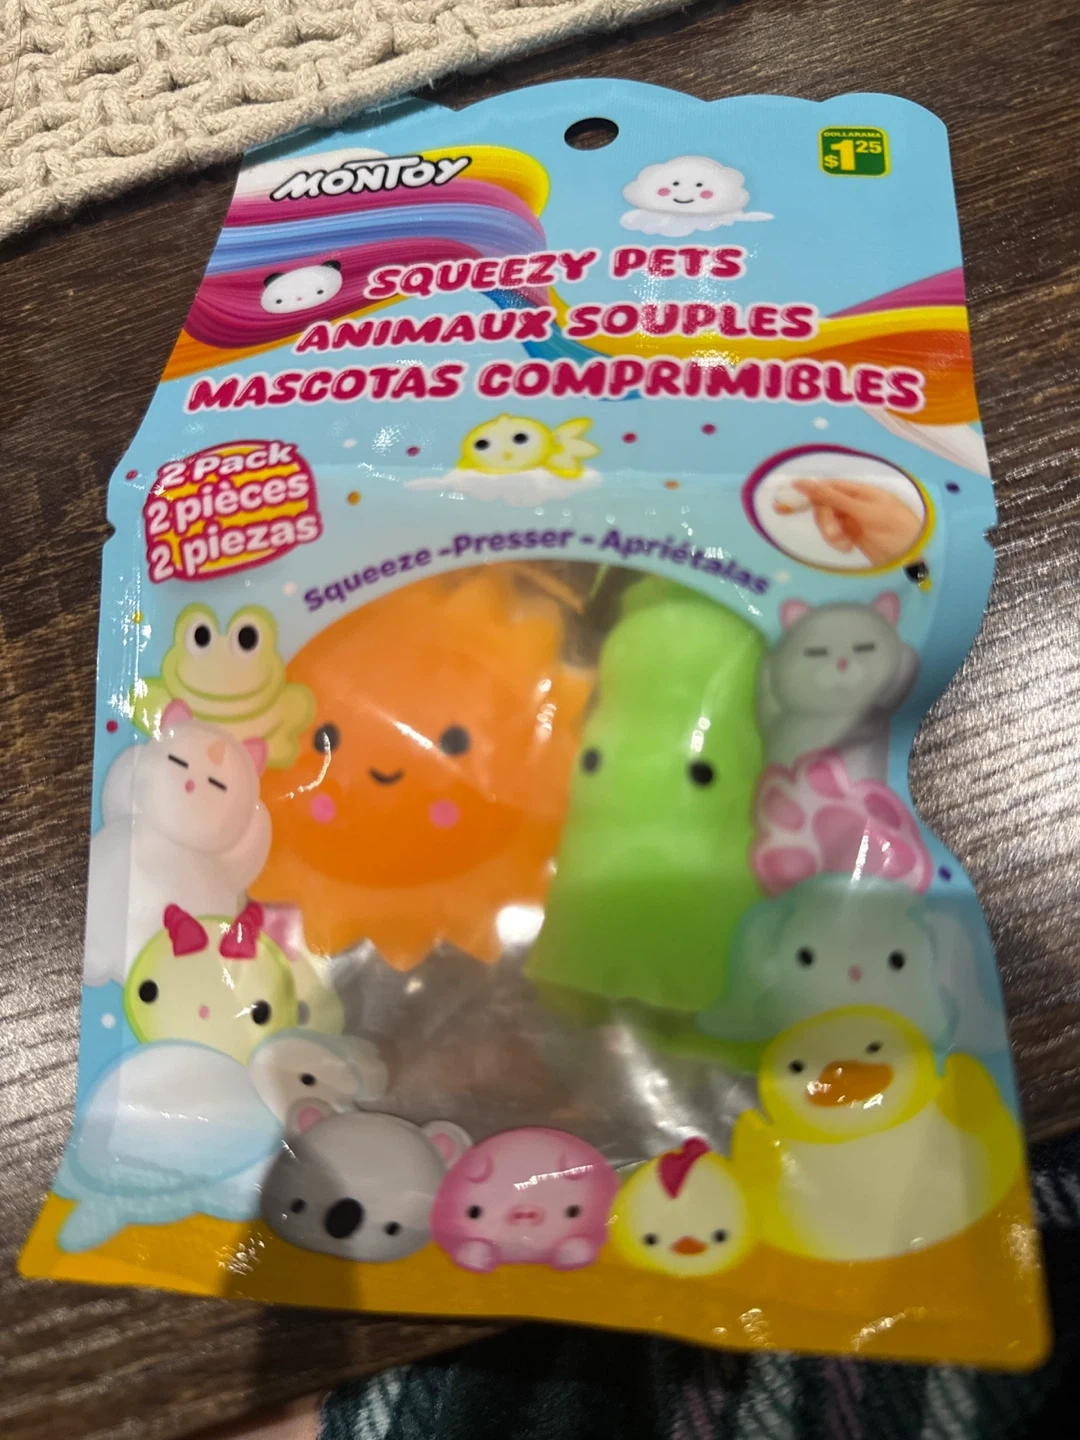 MONTOY
DOLLARAMA
$1.25
SQUEEZY PETS
ANIMAUX SOUPLES
MASCOTAS COMPRIMIBLES
2 Pack
2 pièces
2 piezas
Squeeze - Presser - Apriétalas